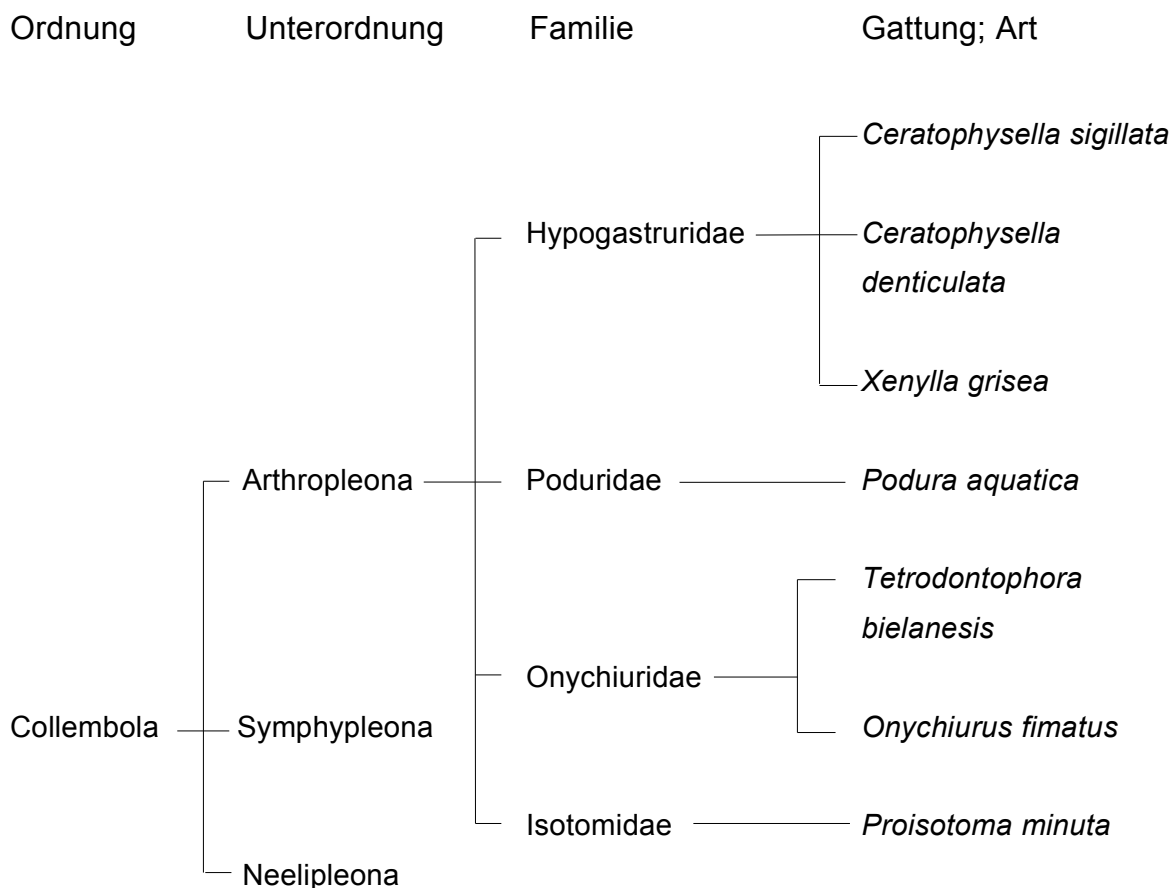 Ordnung Unterordnung Familie Gattung; Art
Ceratophysella sigillata
Hypogastruridae Ceratophysella
denticulata
Xenylla grisea
Arthropleona Poduridae Podura aquatica
Tetrodontophora
bielanesis
Onychiuridae
Collembola Symphypleona Onychiurus fimatus
Isotomidae Proisotoma minuta
Neelipleona